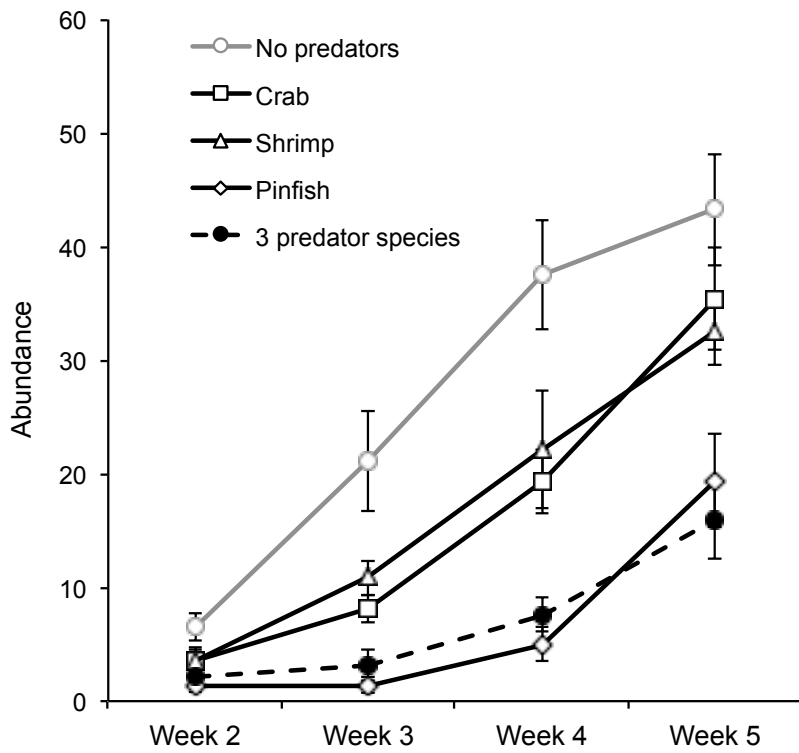 60
50
40
30
20
10
0
Abundance
No predators
Crab
Shrimp
Pinfish
3 predator species
Week 2 Week 3 Week 4 Week 5